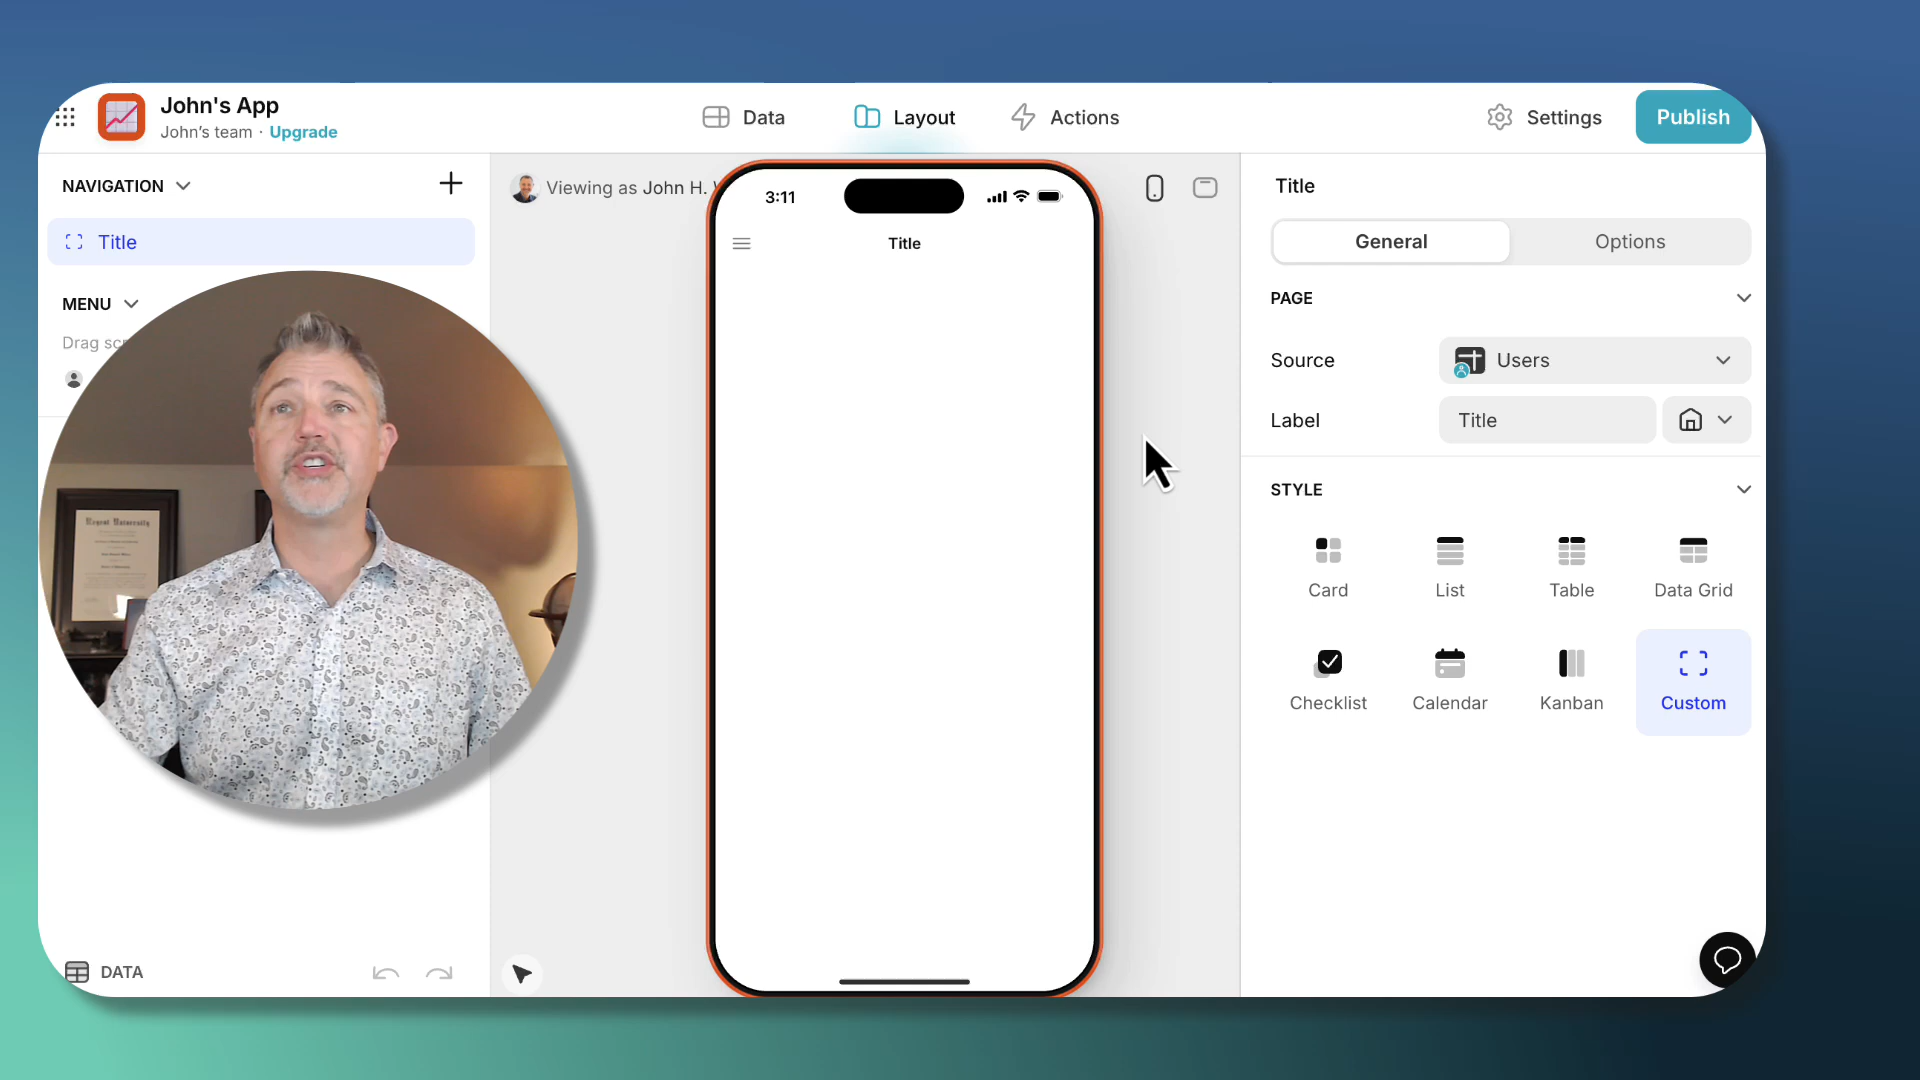 John's App
John's team · Upgrade
Data
Layout
Actions
Settings
Publish
NAVIGATION
Title
MENU
Drag
Viewing as John H.
3:11
Title
Title
General
Options
PAGE
Source
Users
Label
Title
STYLE
Card
List
Table
Data Grid
Checklist
Calendar
Kanban
Custom
Regent University
DATA